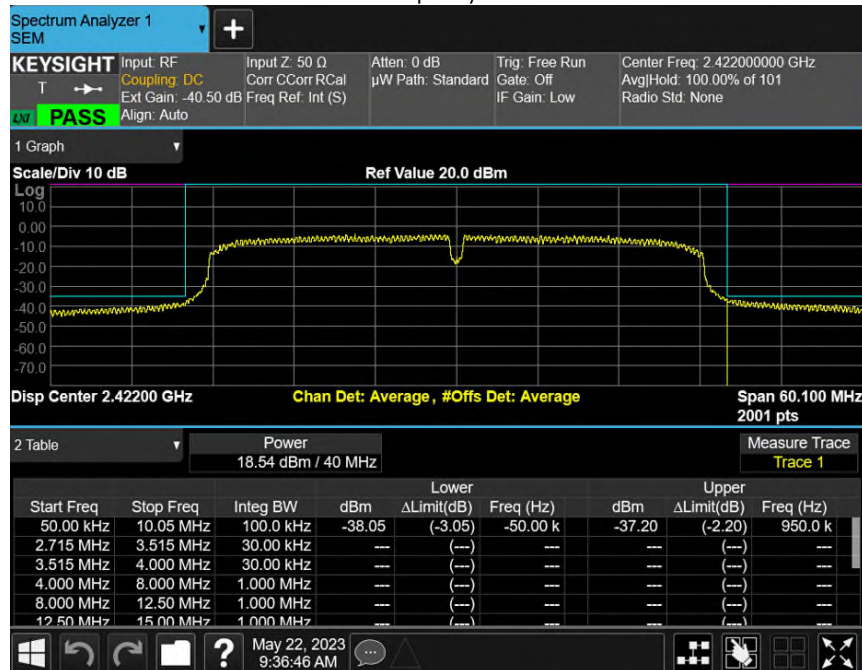 Spectrum Analyzer 1
SEM
KEYSIGHT Input: RF Input Z: 50 Ω Atten: 0 dB Trig: Free Run Center Freq: 2.422000000 GHz
T Coupling: DC Corr CCorr RCal µW Path: Standard Gate: Off Avg|Hold: 100.00% of 101
Ext Gain: -40.50 dB Freq Ref: Int (S) IF Gain: Low Radio Std: None
LXI PASS Align: Auto
1 Graph
Scale/Div 10 dB Ref Value 20.0 dBm
Log
10.0
0.00
-10.0
-20.0
-30.0
-40.0
-50.0
-60.0
-70.0
Disp Center 2.42200 GHz Chan Det: Average, #Offs Det: Average Span 60.100 MHz
2001 pts
2 Table Power Measure Trace
18.54 dBm / 40 MHz Trace 1
Lower Upper
Start Freq Stop Freq Integ BW dBm ΔLimit(dB) Freq (Hz) dBm ΔLimit(dB) Freq (Hz)
50.00 kHz 10.05 MHz 100.0 kHz -38.05 (-3.05) -50.00 k -37.20 (-2.20) 950.0 k
2.715 MHz 3.515 MHz 30.00 kHz --- (---) --- --- (---) ---
3.515 MHz 4.000 MHz 30.00 kHz --- (---) --- --- (---) ---
4.000 MHz 8.000 MHz 1.000 MHz --- (---) --- --- (---) ---
8.000 MHz 12.50 MHz 1.000 MHz --- (---) --- --- (---) ---
12.50 MHz 15.00 MHz 1.000 MHz --- (---) --- --- (---) ---
? May 22, 2023
9:36:46 AM